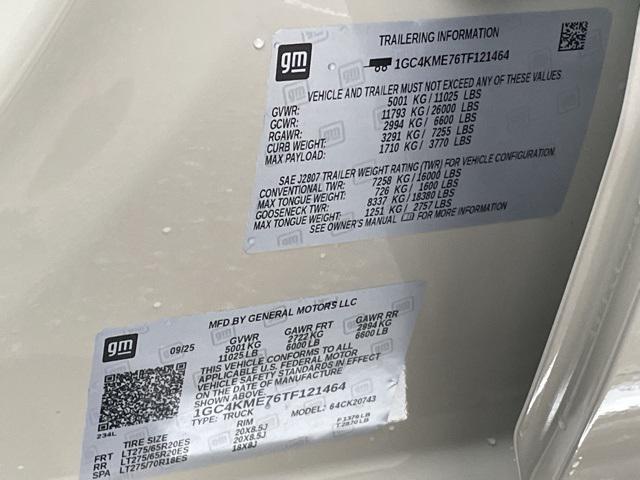 gm
TRAILERING INFORMATION
1GC4KME76TF121464
VEHICLE AND TRAILER MUST NOT EXCEED ANY OF THESE VALUES
GVWR: 5001 KG / 11025 LBS
GCWR: 11793 KG / 26000 LBS
RGAWR: 2994 KG / 6600 LBS
CURB WEIGHT: 3291 KG / 7255 LBS
MAX PAYLOAD: 1710 KG / 3770 LBS
SAE J2807 TRAILER WEIGHT RATING (TWR) FOR VEHICLE CONFIGURATION.
CONVENTIONAL TWR: 7258 KG / 16000 LBS
MAX TONGUE WEIGHT: 726 KG / 1600 LBS
GOOSENECK TWR: 8337 KG / 18380 LBS
MAX TONGUE WEIGHT: 1251 KG / 2757 LBS
SEE OWNER'S MANUAL FOR MORE INFORMATION
gm
MFD BY GENERAL MOTORS LLC
09/25 GVWR GAWR FRT GAWR RR
5001 KG 2722 KG 2994 KG
11025 LB 6000 LB 6600 LB
THIS VEHICLE CONFORMS TO ALL
APPLICABLE U.S. FEDERAL MOTOR
VEHICLE SAFETY STANDARDS IN EFFECT
ON THE DATE OF MANUFACTURE
SHOWN ABOVE.
1GC4KME76TF121464
TYPE: TRUCK MODEL: 64CK20743
234L
TIRE SIZE RIM P 1376 LB
FRT LT275/65R20ES 20X8.5J T 2870 LB
RR LT275/65R20ES 20X8.5J
SPA LT275/70R18ES 18X8J